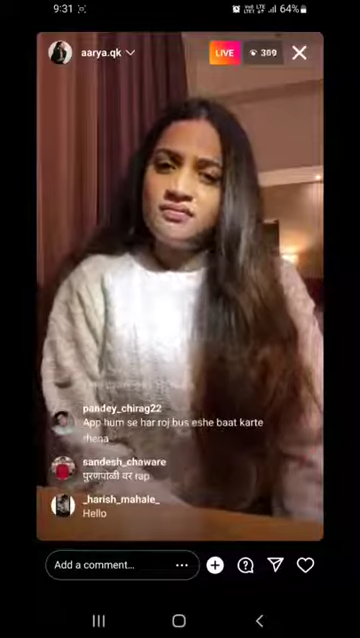 9:31
64%
aarya.qk
LIVE
389
pandey_chirag22
App hum se har roj bus eshe baat karte
rhena
sandesh_chaware
पुरणपोळी वर rap
_harish_mahale_
Hello
Add a comment...